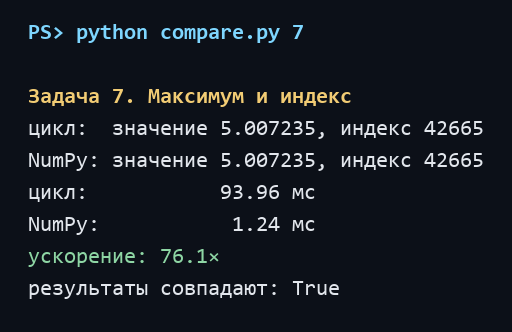 PS> python compare.py 7
Задача 7. Максимум и индекс
цикл:  значение 5.007235, индекс 42665
NumPy: значение 5.007235, индекс 42665
цикл:          93.96 мс
NumPy:          1.24 мс
ускорение: 76.1×
результаты совпадают: True